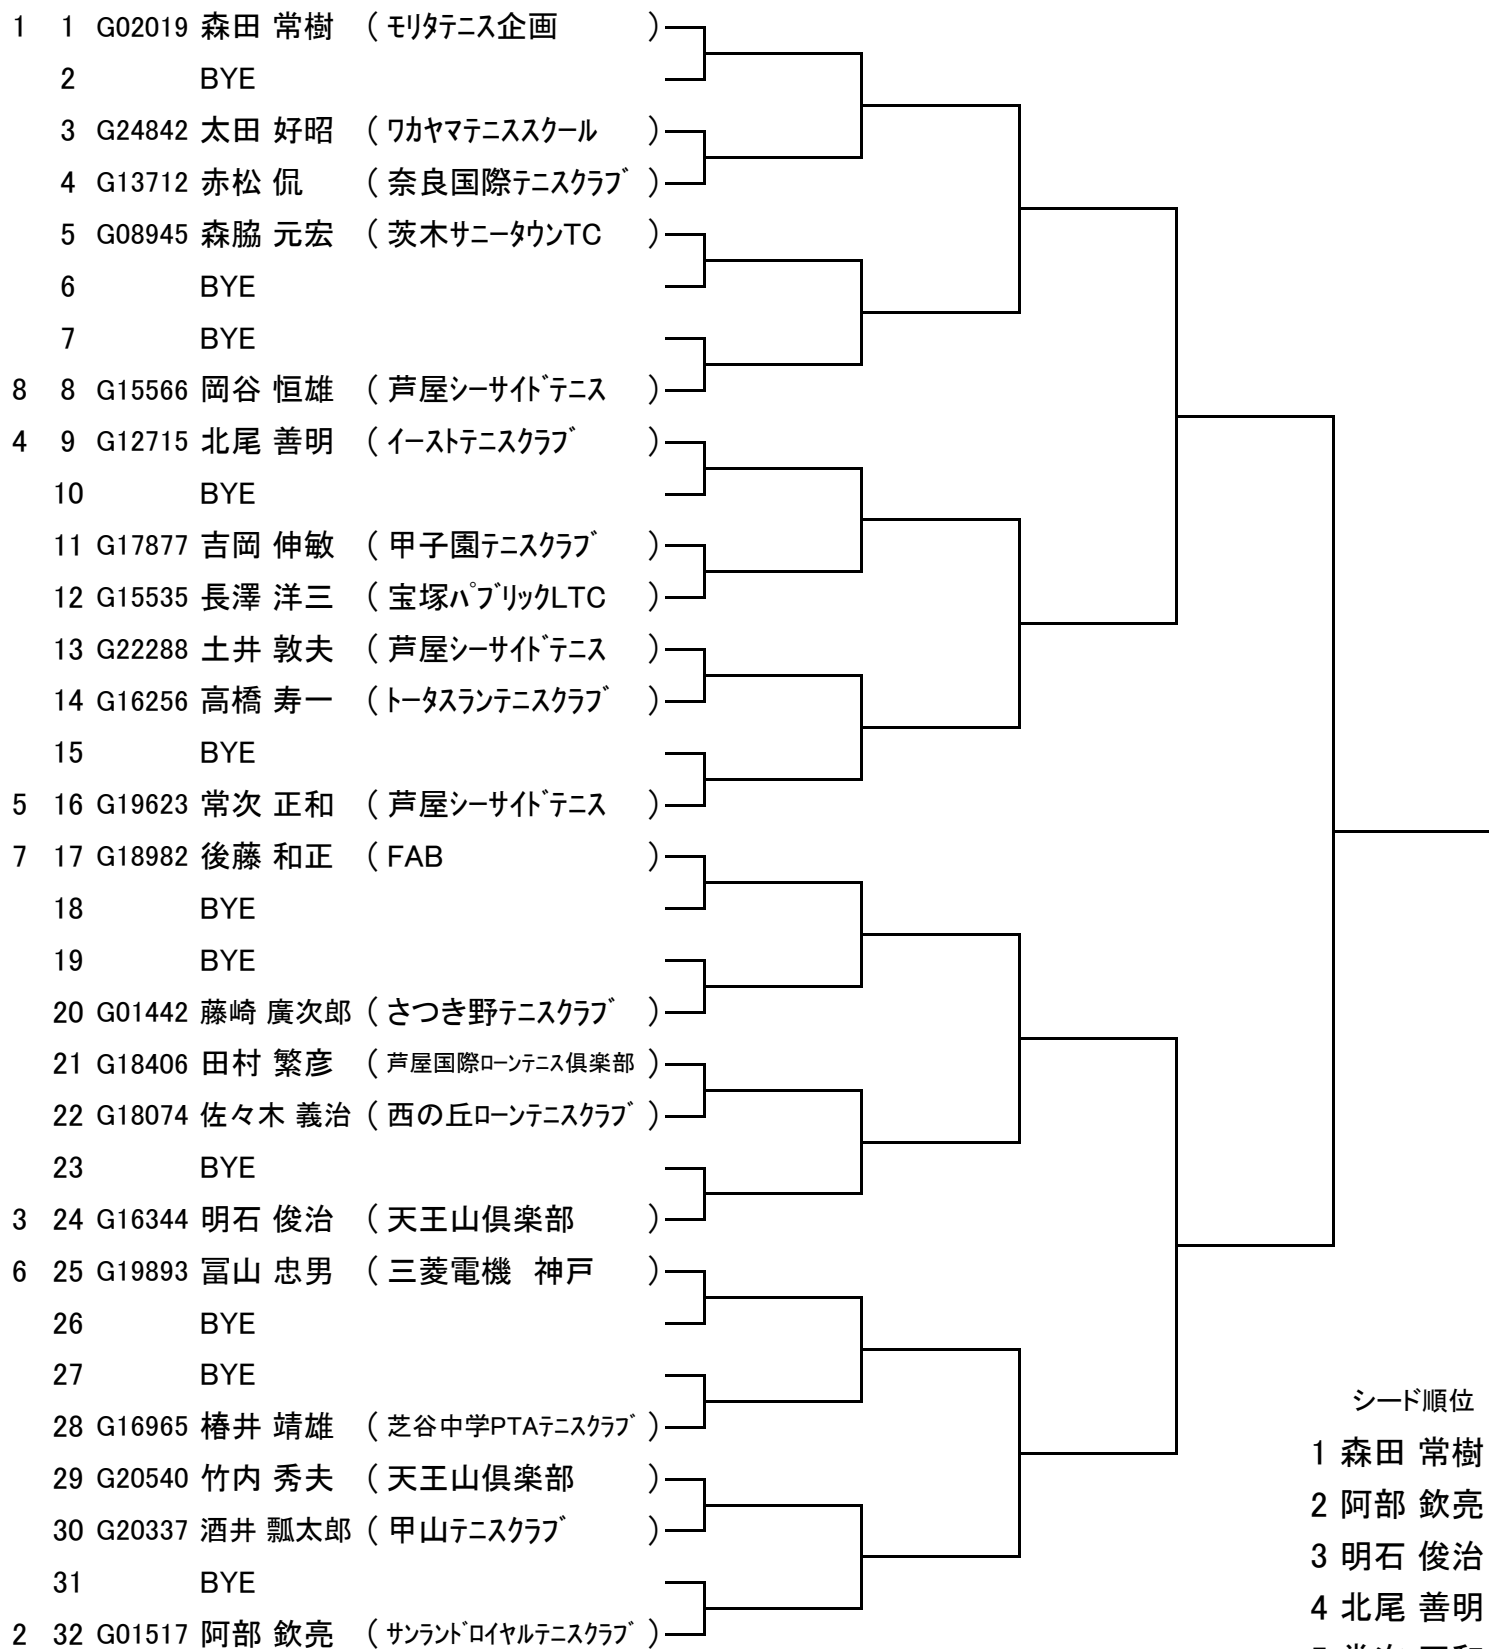 1 1 G02019 森田 常樹 ( モリタテニス企画 )
2 BYE
3 G24842 太田 好昭 ( ワカヤマテニススクール )
4 G13712 赤松 侃 ( 奈良国際テニスクラブ )
5 G08945 森脇 元宏 ( 茨木サニータウンTC )
6 BYE
7 BYE
8 8 G15566 岡谷 恒雄 ( 芦屋シーサイドテニス )
4 9 G12715 北尾 善明 ( イーストテニスクラブ )
10 BYE
11 G17877 吉岡 伸敏 ( 甲子園テニスクラブ )
12 G15535 長澤 洋三 ( 宝塚パブリックLTC )
13 G22288 土井 敦夫 ( 芦屋シーサイドテニス )
14 G16256 高橋 寿一 ( トータスランテニスクラブ )
15 BYE
5 16 G19623 常次 正和 ( 芦屋シーサイドテニス )
7 17 G18982 後藤 和正 ( FAB )
18 BYE
19 BYE
20 G01442 藤崎 廣次郎 ( さつき野テニスクラブ )
21 G18406 田村 繁彦 ( 芦屋国際ローンテニス倶楽部 )
22 G18074 佐々木 義治 ( 西の丘ローンテニスクラブ )
23 BYE
3 24 G16344 明石 俊治 ( 天王山倶楽部 )
6 25 G19893 冨山 忠男 ( 三菱電機　神戸 )
26 BYE
27 BYE
28 G16965 椿井 靖雄 ( 芝谷中学PTAテニスクラブ )
29 G20540 竹内 秀夫 ( 天王山倶楽部 )
30 G20337 酒井 瓢太郎 ( 甲山テニスクラブ )
31 BYE
2 32 G01517 阿部 欽亮 ( サンランドロイヤルテニスクラブ )
シード順位
1 森田 常樹
2 阿部 欽亮
3 明石 俊治
4 北尾 善明